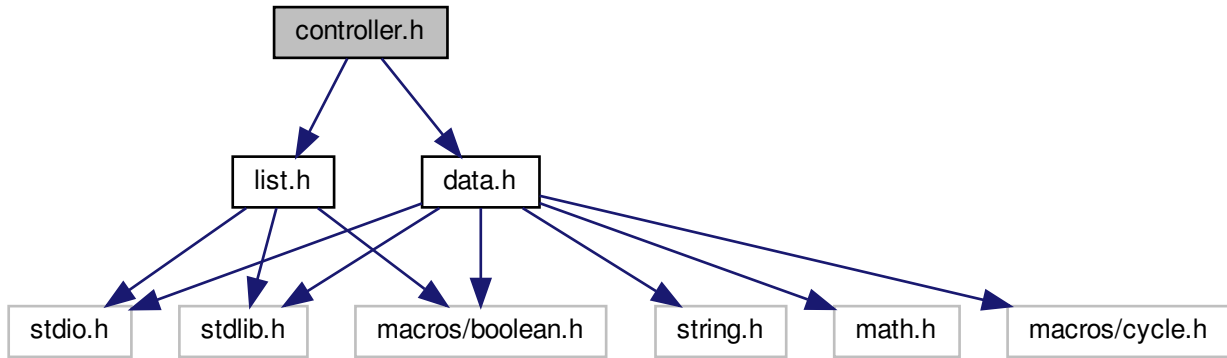 controller.h
list.h
data.h
stdio.h
stdlib.h
macros/boolean.h
string.h
math.h
macros/cycle.h